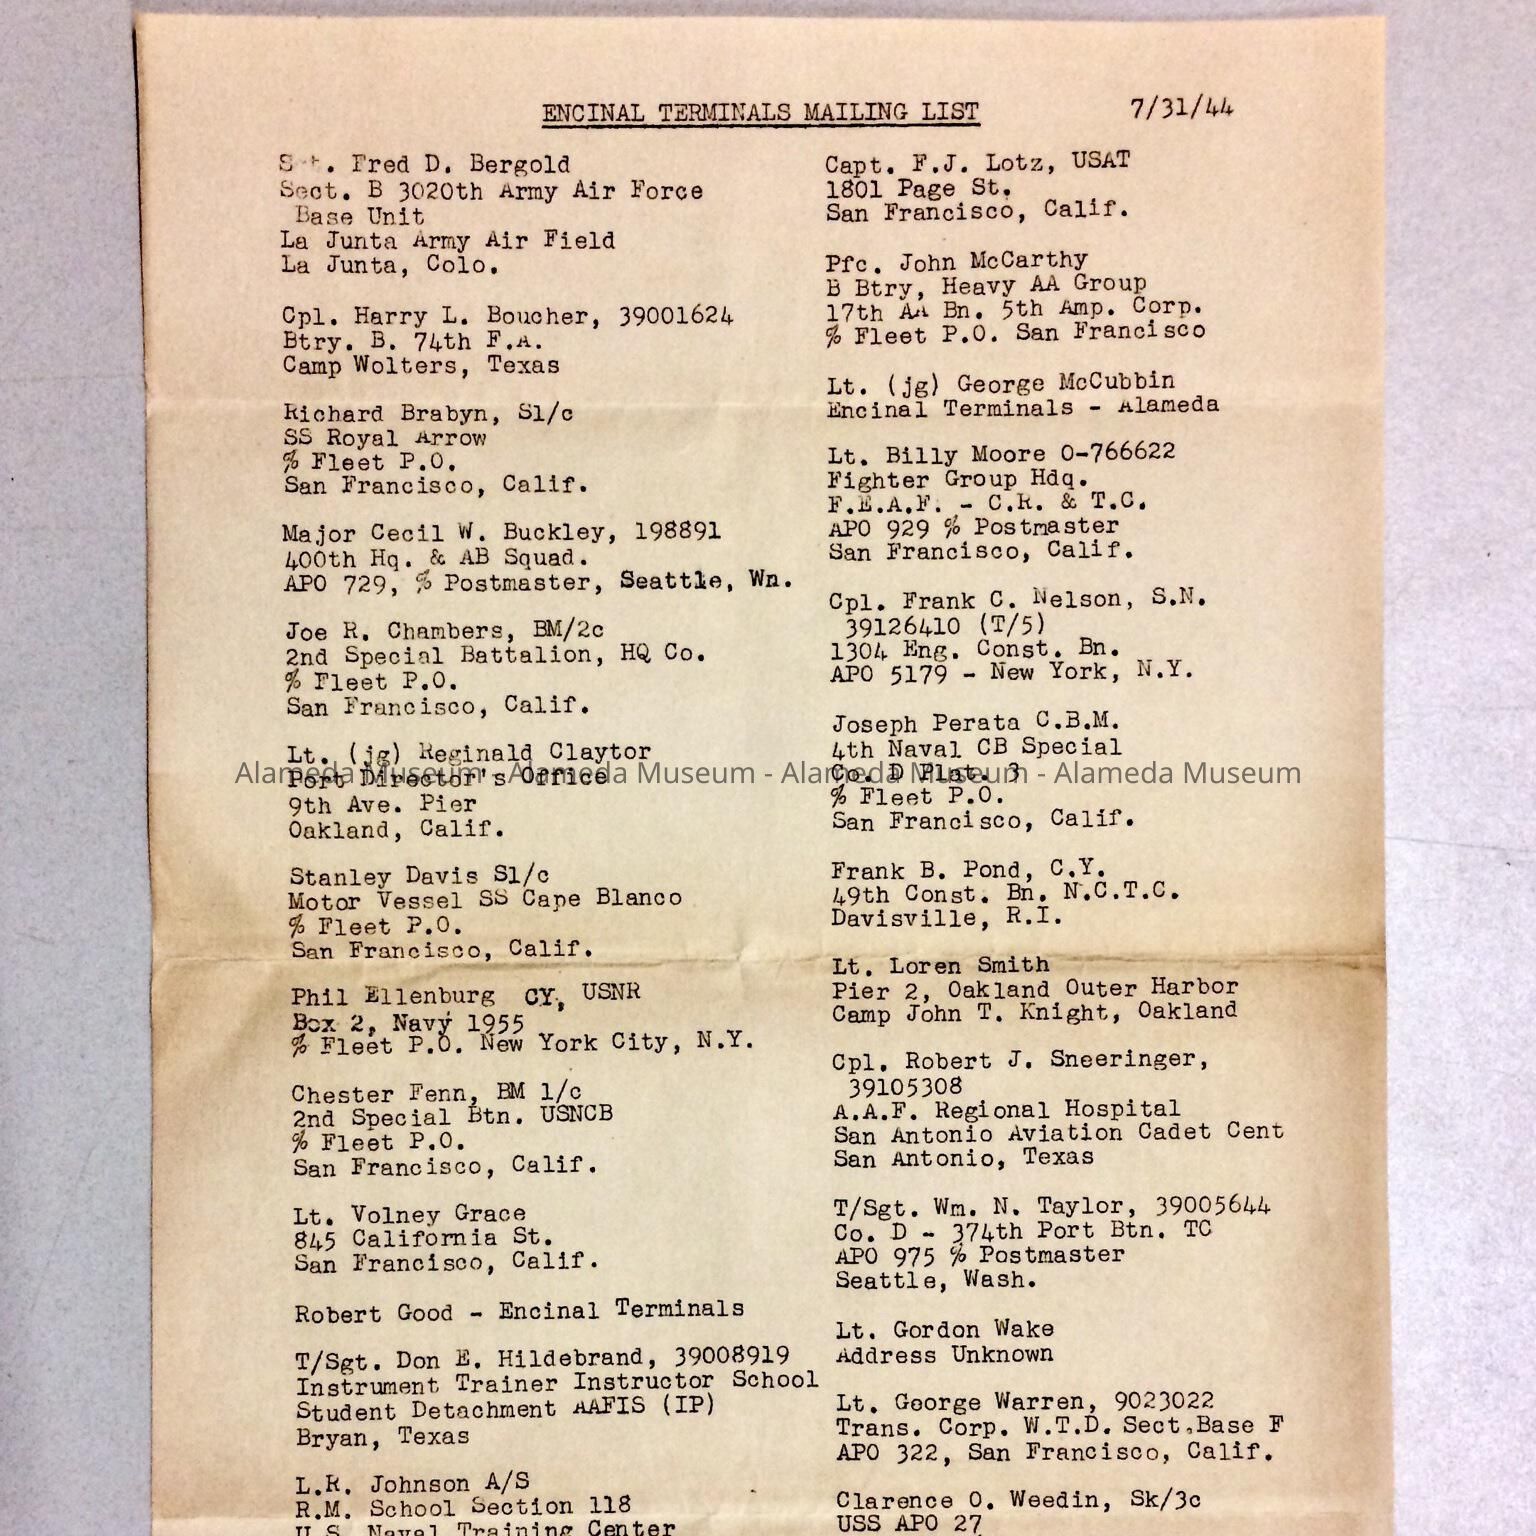 ENCINAL TERMINALS MAILING LIST
7/31/44
Fred D. Bergold
Sect. B 3020th Army Air Force
Base Unit
La Junta Army Air Field
La Junta, Colo.
Cpl. Harry L. Boucher, 39001624
Btry. B. 74th F.A.
Camp Wolters, Texas
Richard Brabyn, S1/c
SS Royal Arrow
% Fleet P.O.
San Francisco, Calif.
Major Cecil W. Buckley, 198891
400th Hq. & AB Squad.
APO 729, % Postmaster, Seattle, Wn.
Joe R. Chambers, BM/2c
2nd Special Battalion, HQ Co.
% Fleet P.O.
San Francisco, Calif.
Lt. (jg) Reginald Claytor
Port Director's Office
9th Ave. Pier
Oakland, Calif.
Stanley Davis S1/c
Motor Vessel SS Cape Blanco
% Fleet P.O.
San Francisco, Calif.
Phil Ellenburg CY, USNR
Box 2, Navy 1955
% Fleet P.O. New York City, N.Y.
Chester Fenn, BM 1/c
2nd Special Btn. USNCB
% Fleet P.O.
San Francisco, Calif.
Lt. Volney Grace
845 California St.
San Francisco, Calif.
Robert Good - Encinal Terminals
T/Sgt. Don E. Hildebrand, 39008919
Instrument Trainer Instructor School
Student Detachment AAFIS (IP)
Bryan, Texas
L.R. Johnson A/S
R.M. School Section 118
U.S. Naval Training Center
Capt. F.J. Lotz, USAT
1801 Page St.
San Francisco, Calif.
Pfc. John McCarthy
B Btry, Heavy AA Group
17th AA Bn. 5th Amp. Corp.
% Fleet P.O. San Francisco
Lt. (jg) George McCubbin
Encinal Terminals - Alameda
Lt. Billy Moore O-766622
Fighter Group Hdq.
F.E.A.F. - C.R. & T.C.
APO 929 % Postmaster
San Francisco, Calif.
Cpl. Frank C. Nelson, S.N.
39126410 (T/5)
1304 Eng. Const. Bn.
APO 5179 - New York, N.Y.
Joseph Perata C.B.M.
4th Naval CB Special
Co. D Plat. 3
% Fleet P.O.
San Francisco, Calif.
Frank B. Pond, C.Y.
49th Const. Bn. N.C.T.C.
Davisville, R.I.
Lt. Loren Smith
Pier 2, Oakland Outer Harbor
Camp John T. Knight, Oakland
Cpl. Robert J. Sneeringer,
39105308
A.A.F. Regional Hospital
San Antonio Aviation Cadet Cent
San Antonio, Texas
T/Sgt. Wm. N. Taylor, 39005644
Co. D - 374th Port Btn. TC
APO 975 % Postmaster
Seattle, Wash.
Lt. Gordon Wake
Address Unknown
Lt. George Warren, 9023022
Trans. Corp. W.T.D. Sect.Base F
APO 322, San Francisco, Calif.
Clarence O. Weedin, Sk/3c
USS APO 27
Alameda Museum - Alameda Museum - Alameda Museum - Alameda Museum